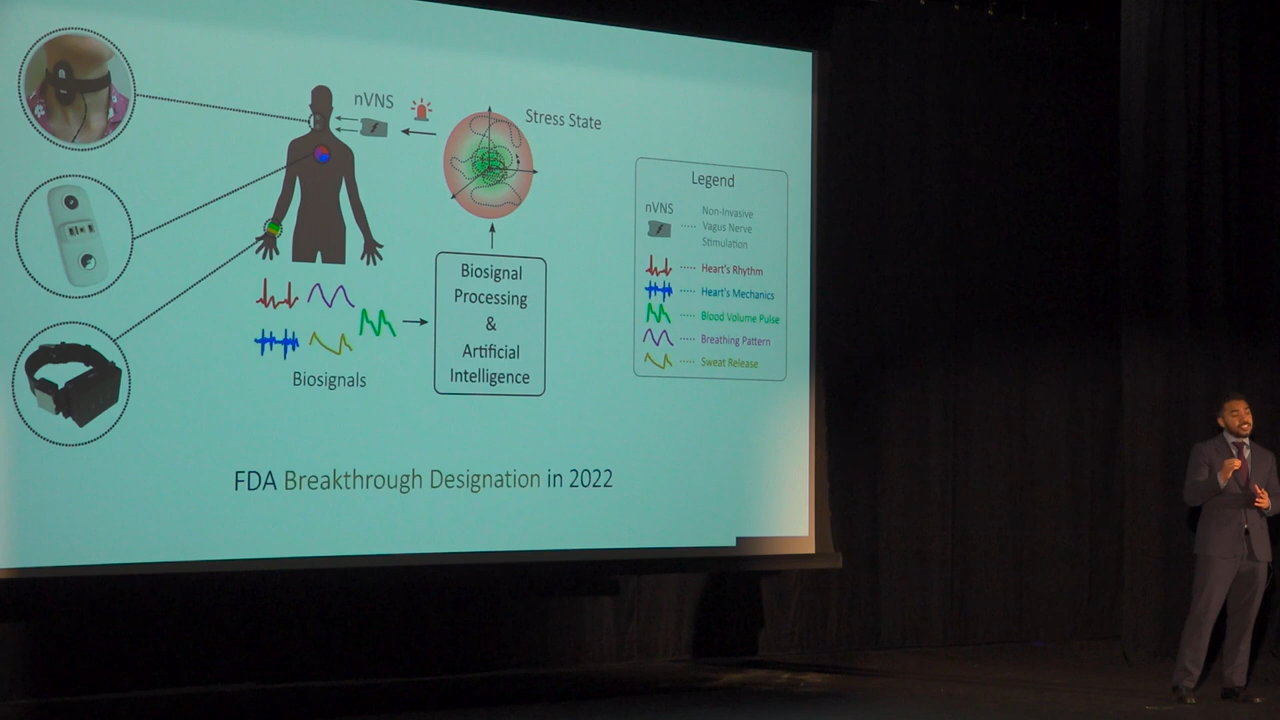 nVNS
Stress State
Biosignal
Processing
&
Artificial
Intelligence
Biosignals
Legend
nVNS
Non-Invasive
Vagus Nerve
Stimulation
Heart's Rhythm
Heart's Mechanics
Blood Volume Pulse
Breathing Pattern
Sweat Release
FDA Breakthrough Designation in 2022